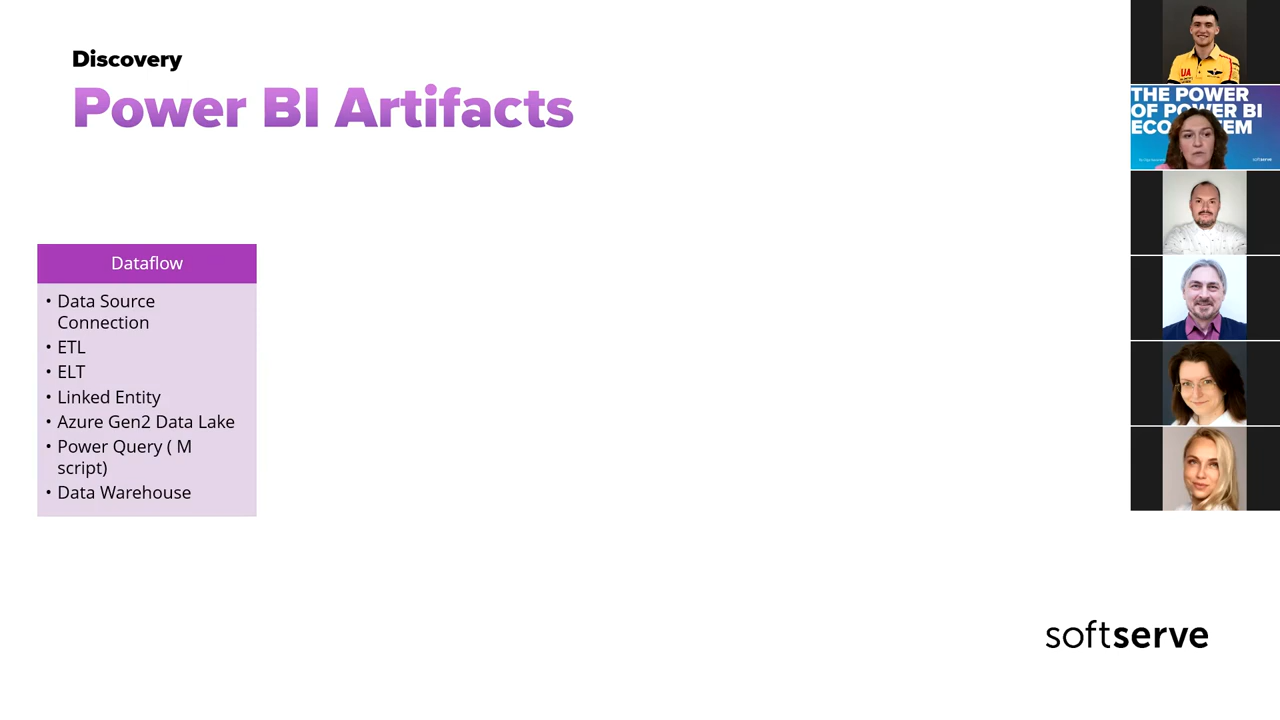 Discovery
Power BI Artifacts
Dataflow
• Data Source
Connection
• ETL
• ELT
• Linked Entity
• Azure Gen2 Data Lake
• Power Query ( M
script)
• Data Warehouse
softserve
UA
THE POWER
OF POWER BI
softserve